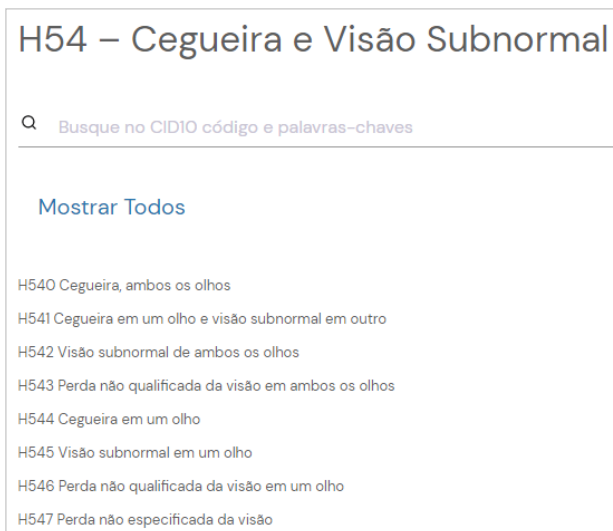 H54 – Cegueira e Visão Subnormal
Busque no CID10 código e palavras-chaves
Mostrar Todos
H540 Cegueira, ambos os olhos
H541 Cegueira em um olho e visão subnormal em outro
H542 Visão subnormal de ambos os olhos
H543 Perda não qualificada da visão em ambos os olhos
H544 Cegueira em um olho
H545 Visão subnormal em um olho
H546 Perda não qualificada da visão em um olho
H547 Perda não especificada da visão